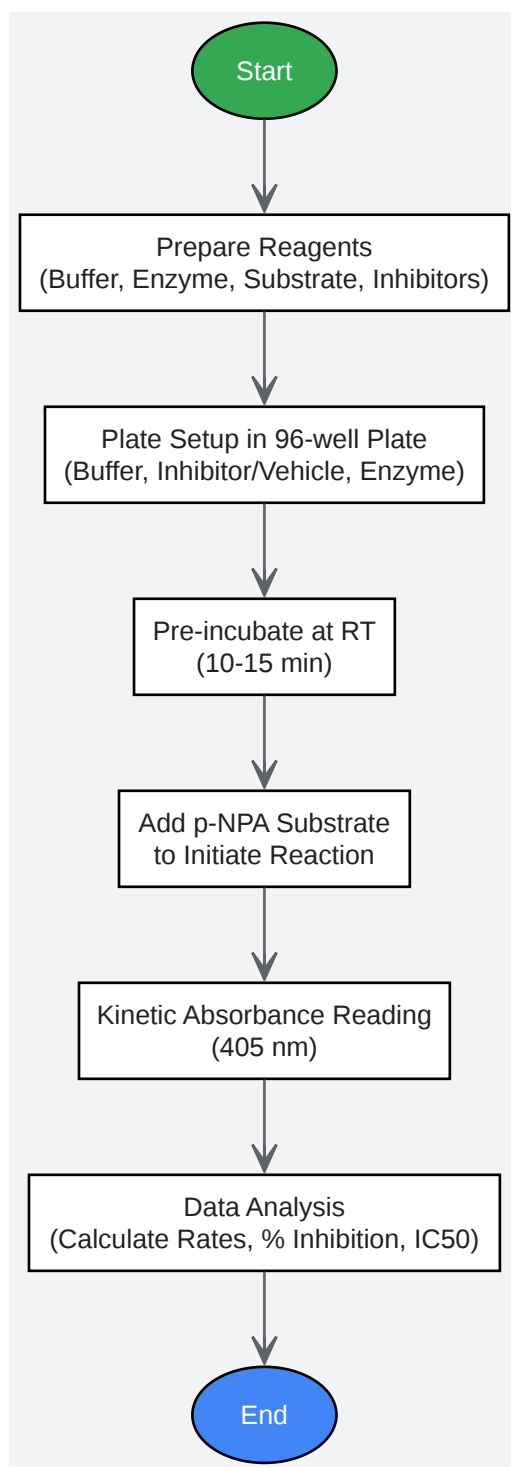 Start
Prepare Reagents
(Buffer, Enzyme, Substrate, Inhibitors)
Plate Setup in 96-well Plate
(Buffer, Inhibitor/Vehicle, Enzyme)
Pre-incubate at RT
(10-15 min)
Add p-NPA Substrate
to Initiate Reaction
Kinetic Absorbance Reading
(405 nm)
Data Analysis
(Calculate Rates, % Inhibition, IC50)
End